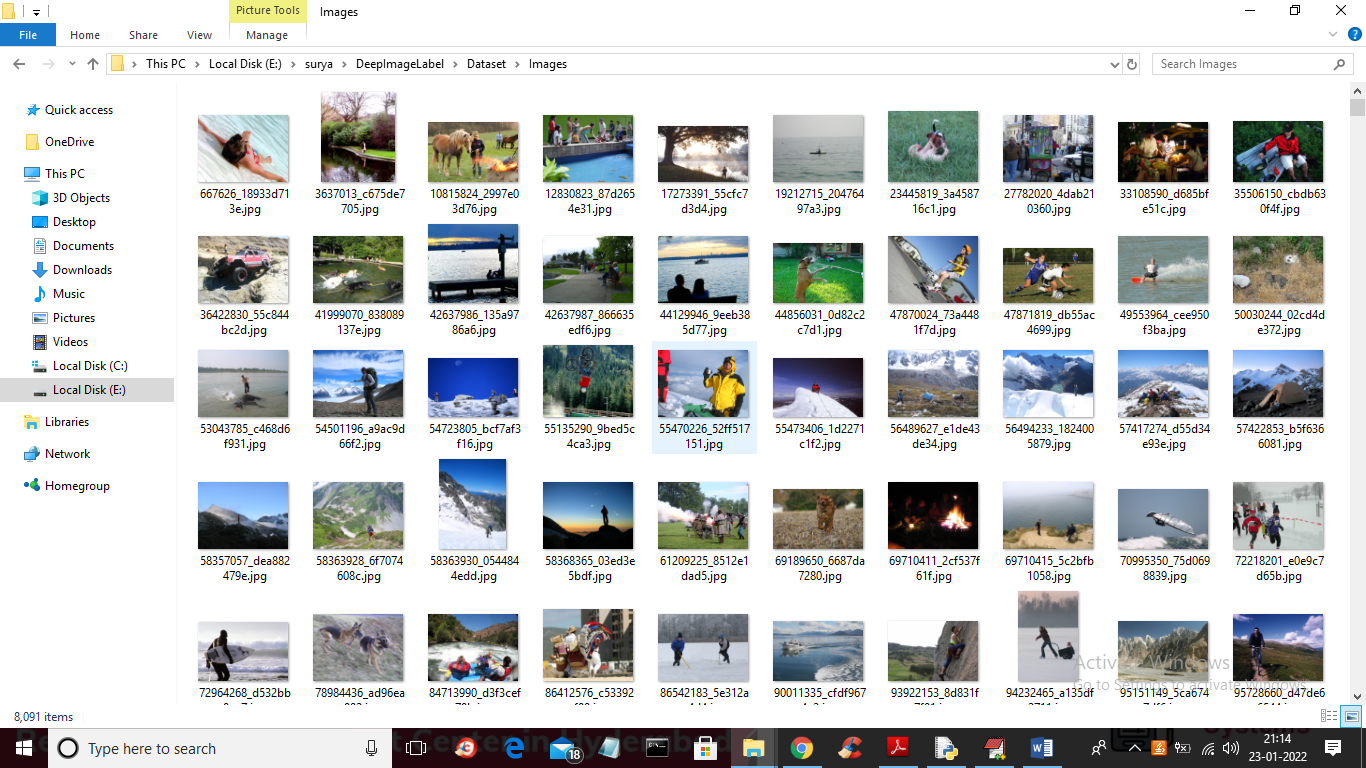 Picture Tools
Images
File
Home
Share
View
Manage
This PC
Local Disk (E:)
surya
DeepImageLabel
Dataset
Images
Search Images
Quick access
OneDrive
This PC
3D Objects
Desktop
Documents
Downloads
Music
Pictures
Videos
Local Disk (C:)
Local Disk (E:)
Libraries
Network
Homegroup
667626_18933d71
3e.jpg
3637013_c675de7
705.jpg
10815824_2997e0
3d76.jpg
12830823_87d265
4e31.jpg
17273391_55cfc7
d3d4.jpg
19212715_204764
97a3.jpg
23445819_3a4587
16c1.jpg
27782020_4dab21
0360.jpg
33108590_d685bf
e51c.jpg
35506150_cbdb63
0f4f.jpg
36422830_55c844
bc2d.jpg
41999070_838089
137e.jpg
42637986_135a97
86a6.jpg
42637987_866635
edf6.jpg
44129946_9eeb38
5d77.jpg
44856031_0d82c2
c7d1.jpg
47870024_73a448
1f7d.jpg
47871819_db55ac
4699.jpg
49553964_cee950
f3ba.jpg
50030244_02cd4d
e372.jpg
53043785_c468d6
f931.jpg
54501196_a9ac9d
66f2.jpg
54723805_bcf7af3
f16.jpg
55135290_9bed5c
4ca3.jpg
55470226_52ff517
151.jpg
55473406_1d2271
c1f2.jpg
56489627_e1de43
de34.jpg
56494233_182400
5879.jpg
57417274_d55d34
e93e.jpg
57422853_b5f636
6081.jpg
58357057_dea882
479e.jpg
58363928_6f7074
608c.jpg
58363930_054484
4edd.jpg
58368365_03ed3e
5bdf.jpg
61209225_8512e1
dad5.jpg
69189650_6687da
7280.jpg
69710411_2cf537f
61f.jpg
69710415_5c2bfb
1058.jpg
70995350_75d069
8839.jpg
72218201_e0e9c7
d65b.jpg
72964268_d532bb
78984436_ad96ea
84713990_d3f3cef
86412576_c53392
86542183_5e312a
90011335_cfdf967
93922153_8d831f
94232465_a135df
95151149_5ca674
95728660_d47de6
Activate Windows
Go to Settings to activate Windows.
8,091 items
Type here to search
18
21:14
23-01-2022